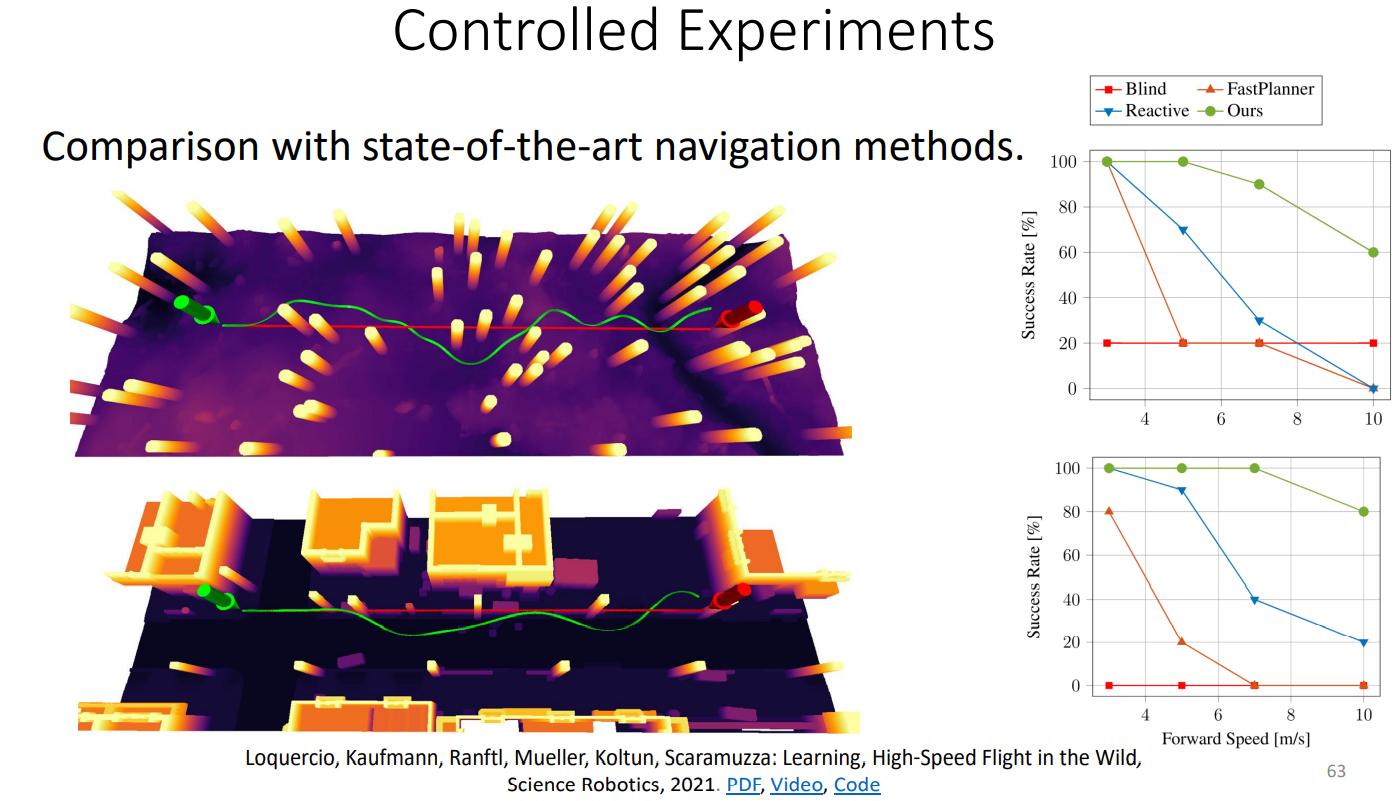 Controlled Experiments
Comparison with state-of-the-art navigation methods.
Blind FastPlanner
Reactive Ours
100
80
60
40
20
0
Success Rate [%]
4 6 8 10
100
80
60
40
20
0
Success Rate [%]
4 6 8 10
Forward Speed [m/s]
Loquercio, Kaufmann, Ranftl, Mueller, Koltun, Scaramuzza: Learning, High-Speed Flight in the Wild,
Science Robotics, 2021. PDF, Video, Code
63